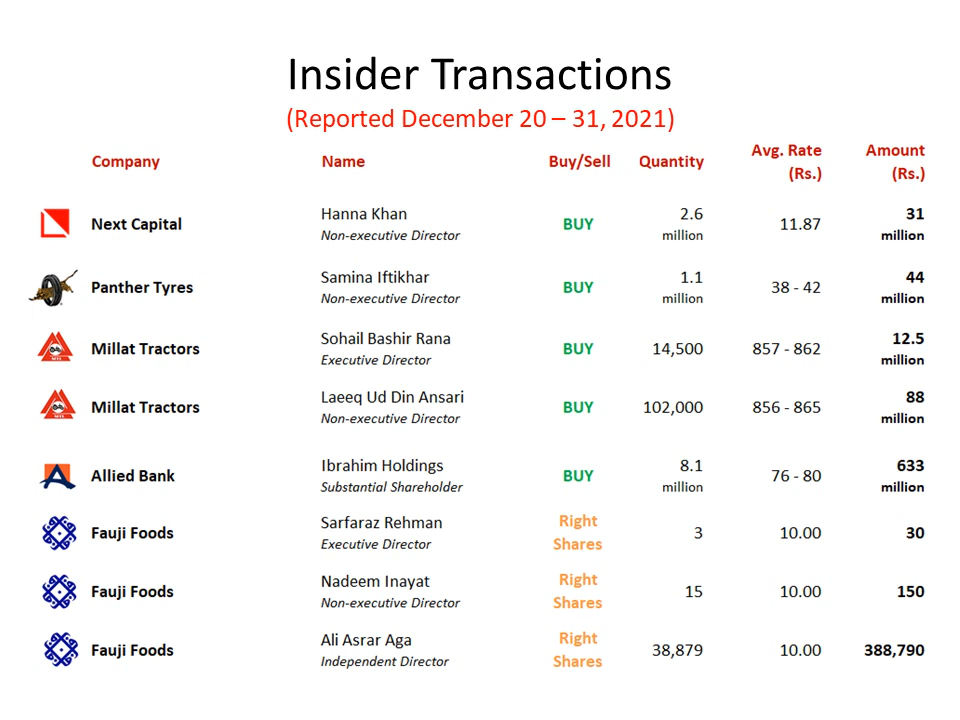 Insider Transactions
(Reported December 20 – 31, 2021)
Company Name Buy/Sell Quantity Avg. Rate (Rs.) Amount (Rs.)
Next Capital Hanna Khan BUY 2.6 million 11.87 31 million
Non-executive Director
Panther Tyres Samina Iftikhar BUY 1.1 million 38 - 42 44 million
Non-executive Director
Millat Tractors Sohail Bashir Rana BUY 14,500 857 - 862 12.5 million
Executive Director
Millat Tractors Laeeq Ud Din Ansari BUY 102,000 856 - 865 88 million
Non-executive Director
Allied Bank Ibrahim Holdings BUY 8.1 million 76 - 80 633 million
Substantial Shareholder
Fauji Foods Sarfaraz Rehman Right Shares 3 10.00 30
Executive Director
Fauji Foods Nadeem Inayat Right Shares 15 10.00 150
Non-executive Director
Fauji Foods Ali Asrar Aga Right Shares 38,879 10.00 388,790
Independent Director